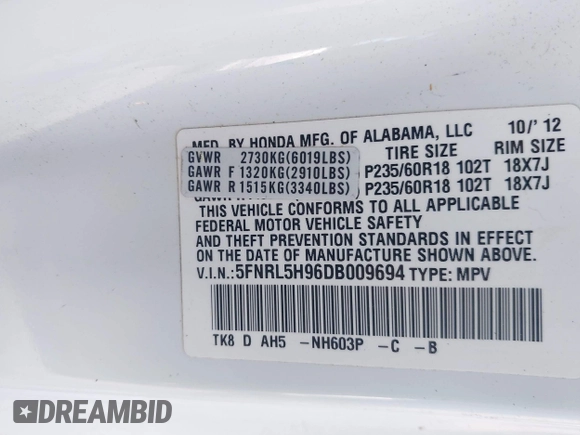 MFD. BY HONDA MFG. OF ALABAMA, LLC 10/'12
TIRE SIZE RIM SIZE
GVWR 2730KG(6019LBS)
GAWR F 1320KG(2910LBS) P235/60R18 102T 18X7J
GAWR R 1515KG(3340LBS) P235/60R18 102T 18X7J
THIS VEHICLE CONFORMS TO ALL APPLICABLE
FEDERAL MOTOR VEHICLE SAFETY
AND THEFT PREVENTION STANDARDS IN EFFECT
ON THE DATE OF MANUFACTURE SHOWN ABOVE.
V.I.N.:5FNRL5H96DB009694 TYPE: MPV
TK8 D AH5 -NH603P -C -B
DREAMBID